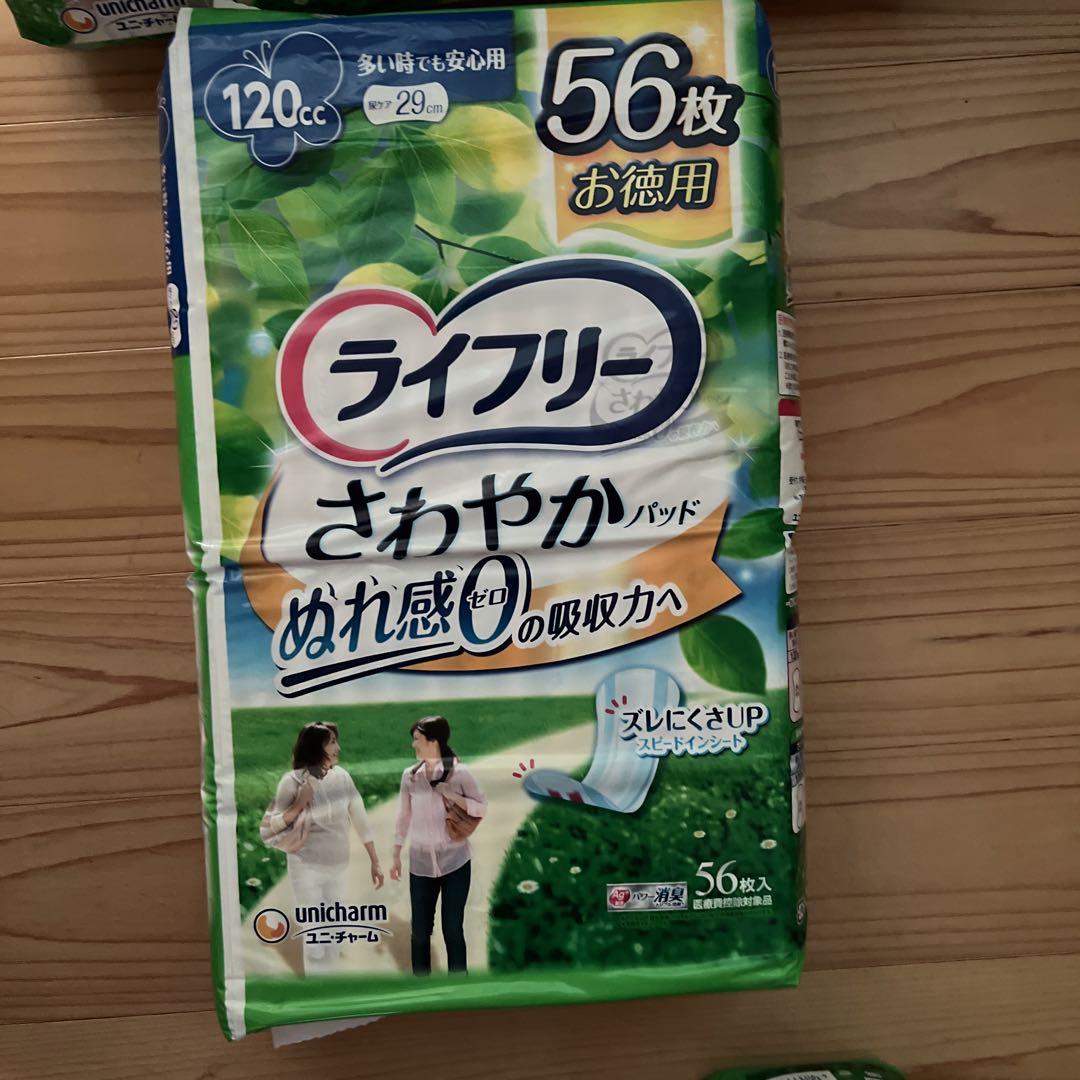 unicharm
ユニ・チャーム
120cc
多い時でも安心用
尿ケア 29cm
56枚
お徳用
ライフリー
さわやかパッド
ぬれ感0の吸収力へ
ゼロ
ズレにくさUP
スピードインシート
Ag+
パワー消臭
56枚入
医療費控除対象品
unicharm
ユニ・チャーム